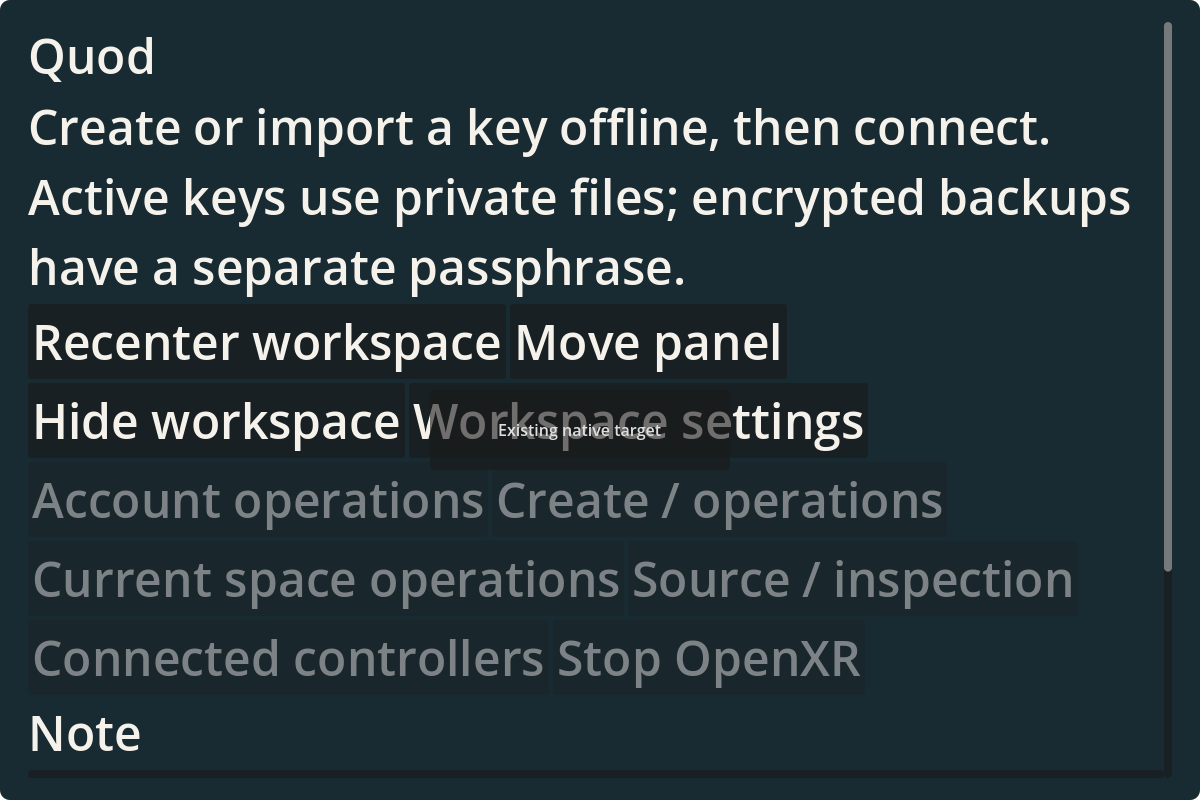 Quod
Create or import a key offline, then connect.
Active keys use private files; encrypted backups
have a separate passphrase.
Recenter workspace Move panel
Hide workspace Workspace settings
Existing native target
Account operations Create / operations
Current space operations Source / inspection
Connected controllers Stop OpenXR
Note